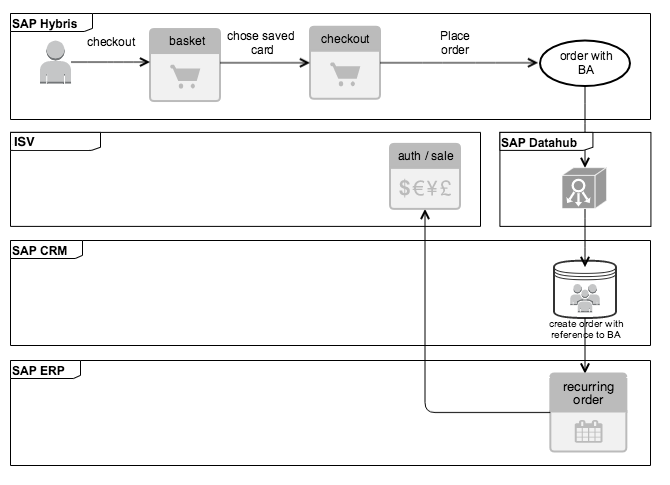 SAP Hybris
checkout
basket
chose saved
card
checkout
Place
order
order with
BA
ISV
auth / sale
$€¥£
SAP Datahub
SAP CRM
create order with
reference to BA
SAP ERP
recurring
order